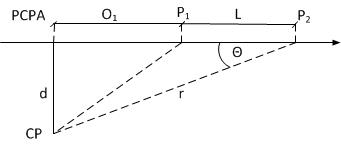 PCPA O₁ P₁ L P₂
Θ
d r
CP